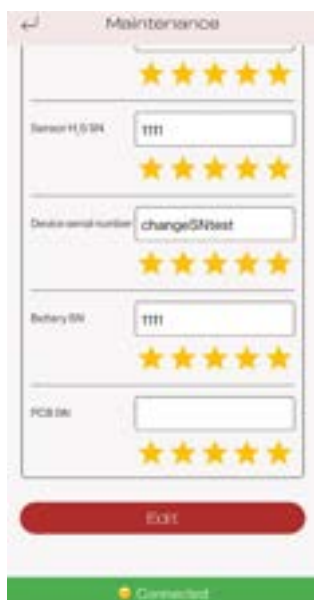 Maintenance
Sensor H₂S SN
1111
Device serial number
changeSNtest
Battery SN
1111
PCB SN
Edit
Connected